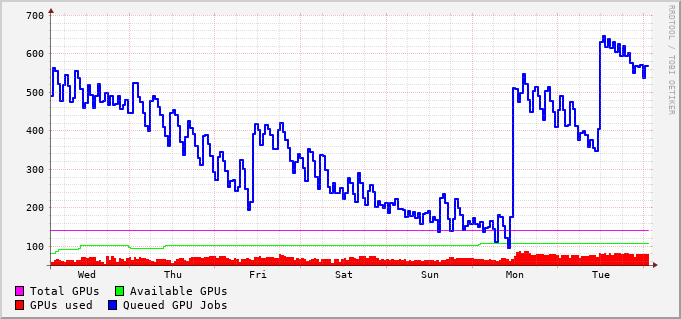 700
600
500
400
300
200
100
Wed Thu Fri Sat Sun Mon Tue
Total GPUs Available GPUs
GPUs used Queued GPU Jobs
RRDTOOL / TOBI OETIKER